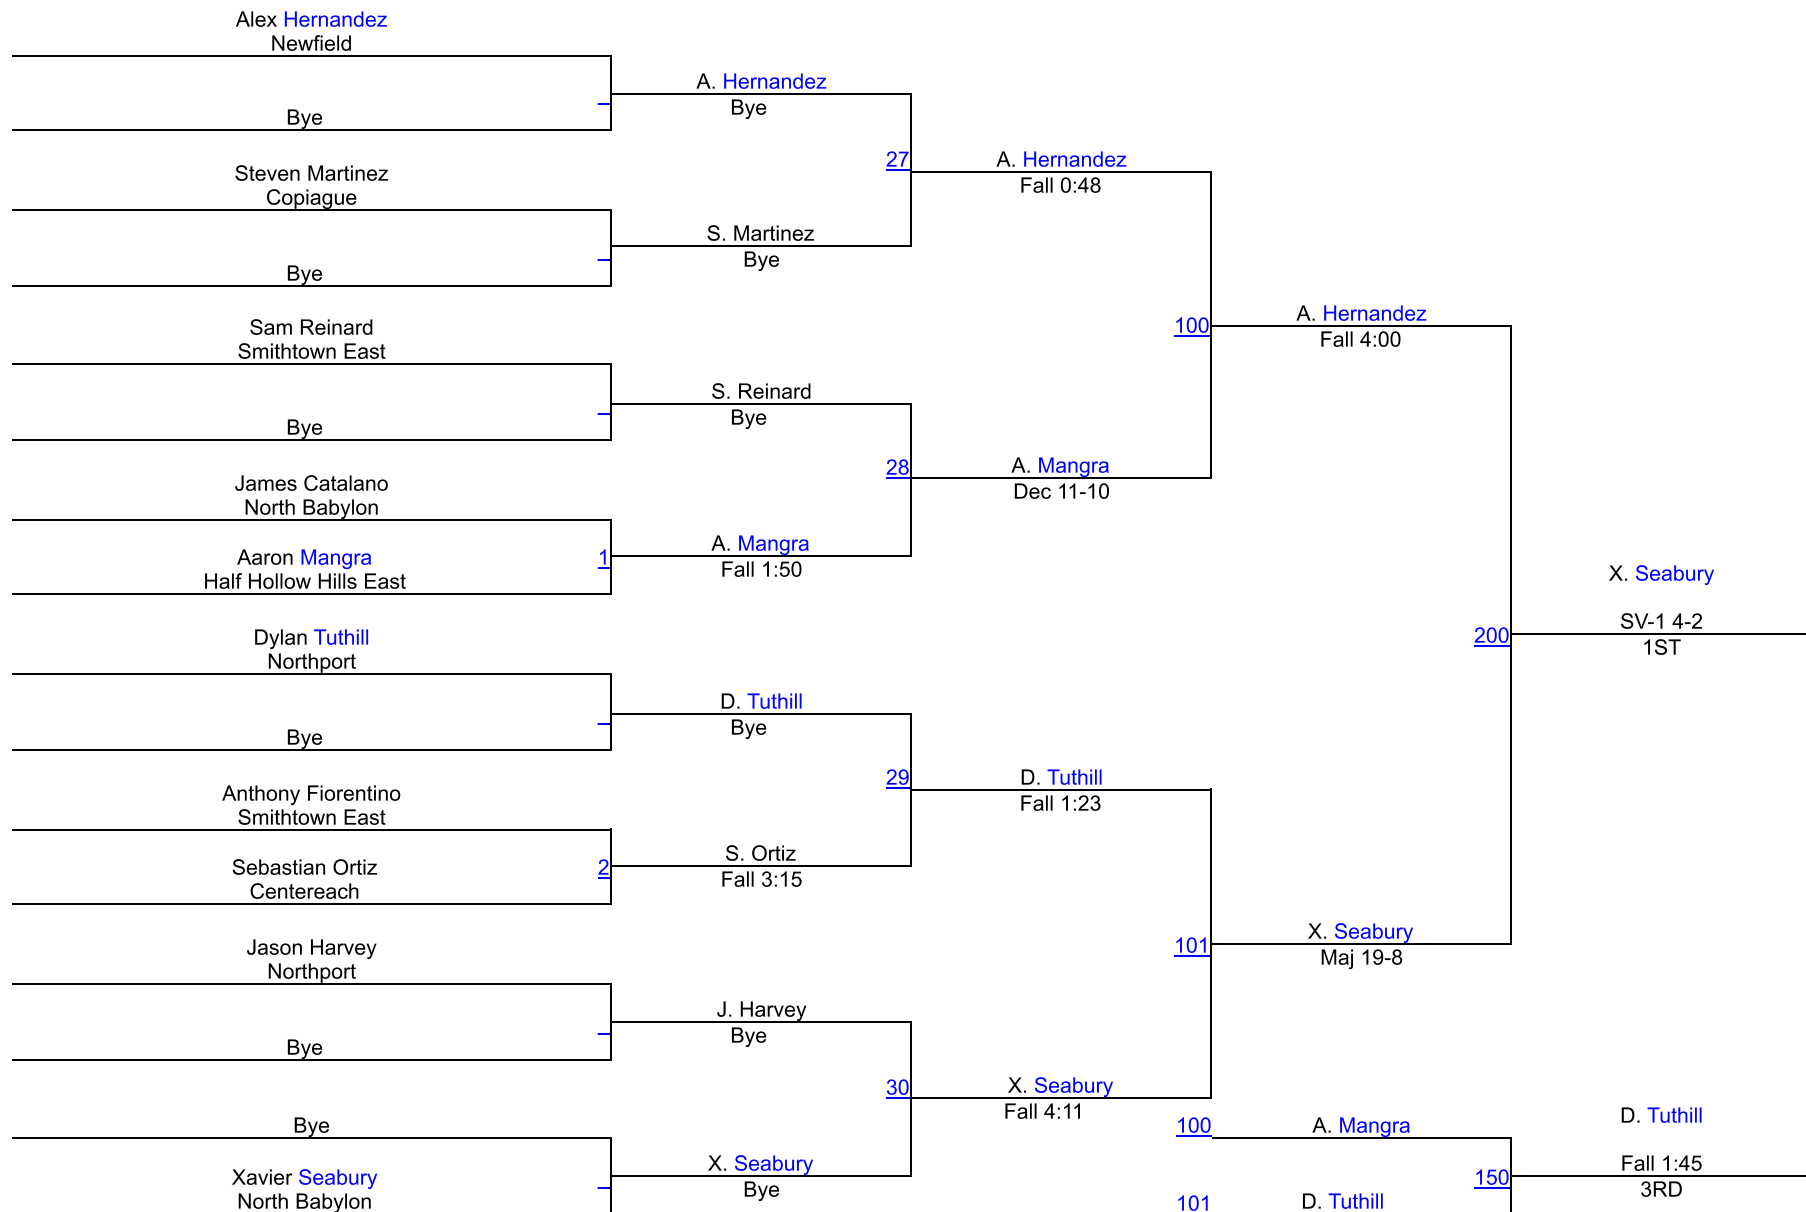 Alex Hernandez
Newfield
Bye
Steven Martinez
Copiague
Bye
Sam Reinard
Smithtown East
Bye
James Catalano
North Babylon
Aaron Mangra
Half Hollow Hills East
1
Dylan Tuthill
Northport
Bye
Anthony Fiorentino
Smithtown East
Sebastian Ortiz
Centereach
2
Jason Harvey
Northport
Bye
Bye
Xavier Seabury
North Babylon
A. Hernandez
Bye
27
S. Martinez
Bye
S. Reinard
Bye
28
A. Mangra
Fall 1:50
D. Tuthill
Bye
29
S. Ortiz
Fall 3:15
J. Harvey
Bye
30
X. Seabury
Bye
A. Hernandez
Fall 0:48
100
A. Mangra
Dec 11-10
D. Tuthill
Fall 1:23
101
X. Seabury
Fall 4:11
A. Hernandez
Fall 4:00
200
X. Seabury
Maj 19-8
X. Seabury
SV-1 4-2
1ST
100
A. Mangra
101
D. Tuthill
150
D. Tuthill
Fall 1:45
3RD